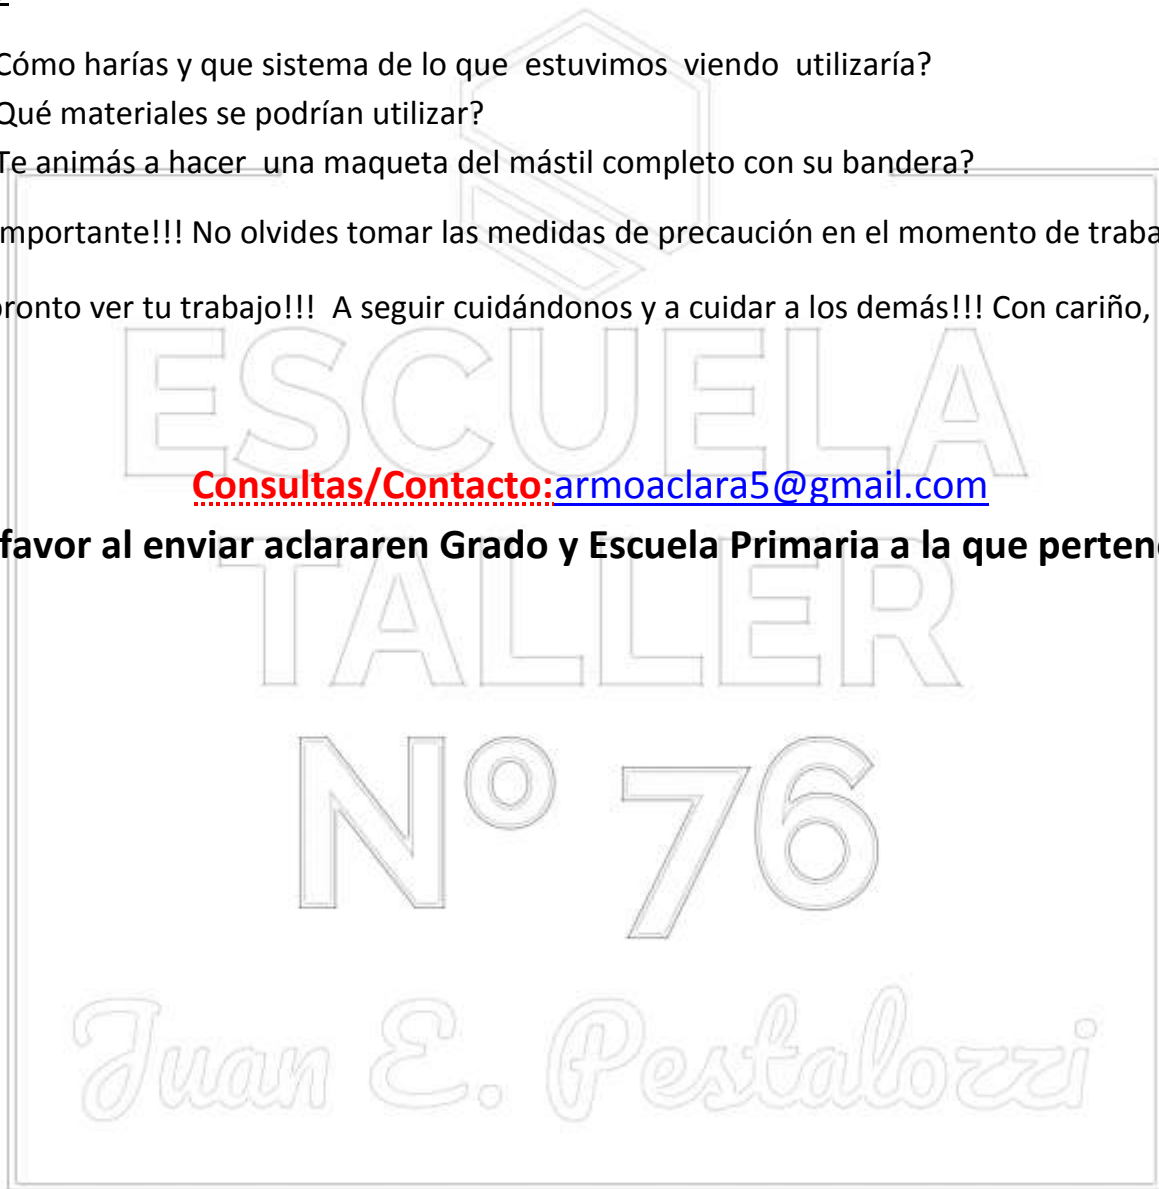 Cómo harías y que sistema de lo que estuvimos viendo utilizaría?
Qué materiales se podrían utilizar?
Te animás a hacer una maqueta del mástil completo con su bandera?
mportante!!! No olvides tomar las medidas de precaución en el momento de traba
pronto ver tu trabajo!!! A seguir cuidándonos y a cuidar a los demás!!! Con cariño,
ESCUELA
Consultas/Contacto:armoaclara5@gmail.com
favor al enviar aclararen Grado y Escuela Primaria a la que pertene
TALLER
Nº 76
Juan E. Pestalozzi